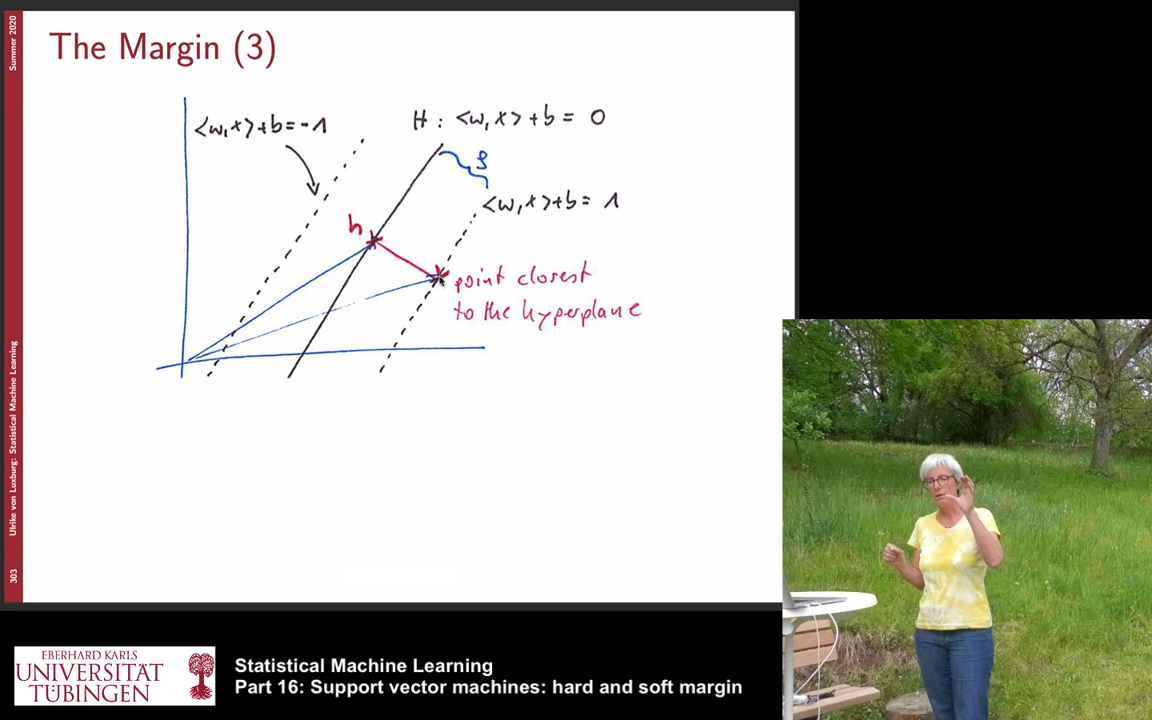 Summer 2020
The Margin (3)
<w,x>+b=-1
H: <w,x>+b= 0
ρ
<w,x>+b= 1
h
point closest
to the hyperplane
Ulrike von Luxburg: Statistical Machine Learning
303
EBERHARD KARLS
UNIVERSITÄT
TÜBINGEN
Statistical Machine Learning
Part 16: Support vector machines: hard and soft margin